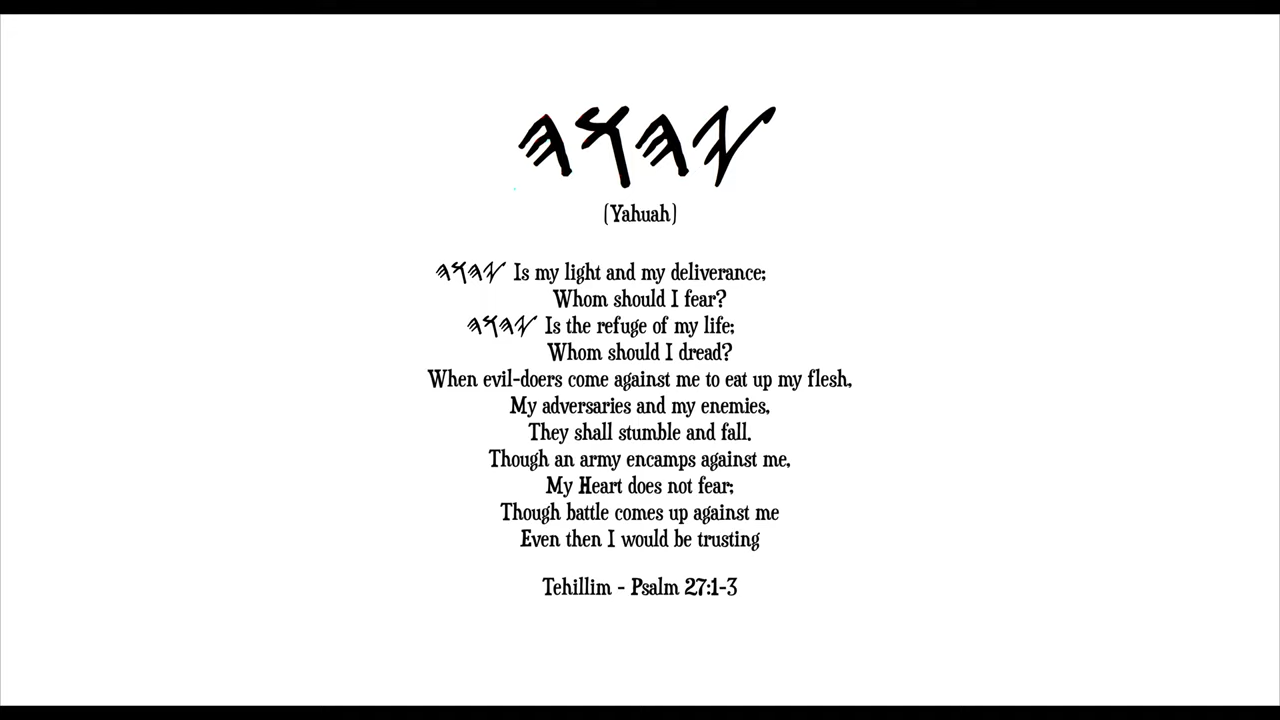 𐤉𐤄𐤅𐤄
(Yahuah)
𐤉𐤄𐤅𐤄 Is my light and my deliverance;
Whom should I fear?
𐤉𐤄𐤅𐤄 Is the refuge of my life;
Whom should I dread?
When evil-doers come against me to eat up my flesh,
My adversaries and my enemies,
They shall stumble and fall.
Though an army encamps against me,
My Heart does not fear;
Though battle comes up against me
Even then I would be trusting
Tehillim - Psalm 27:1-3